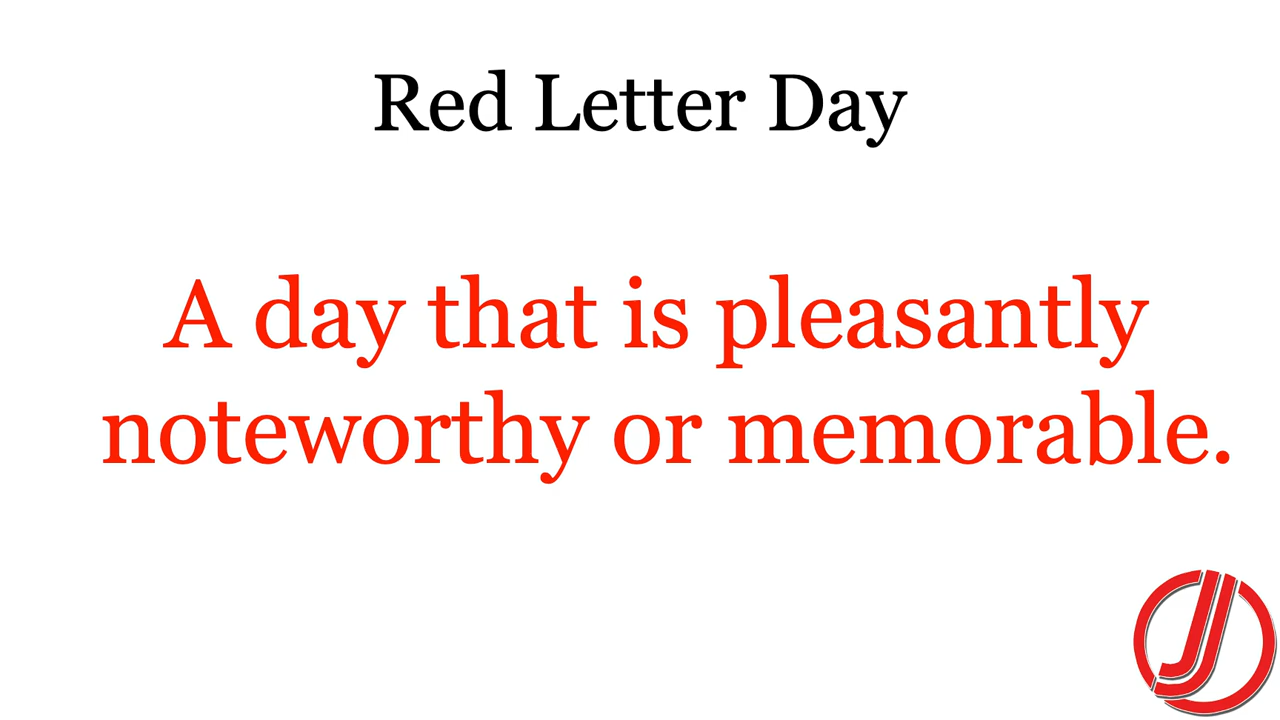 Red Letter Day
A day that is pleasantly
noteworthy or memorable.